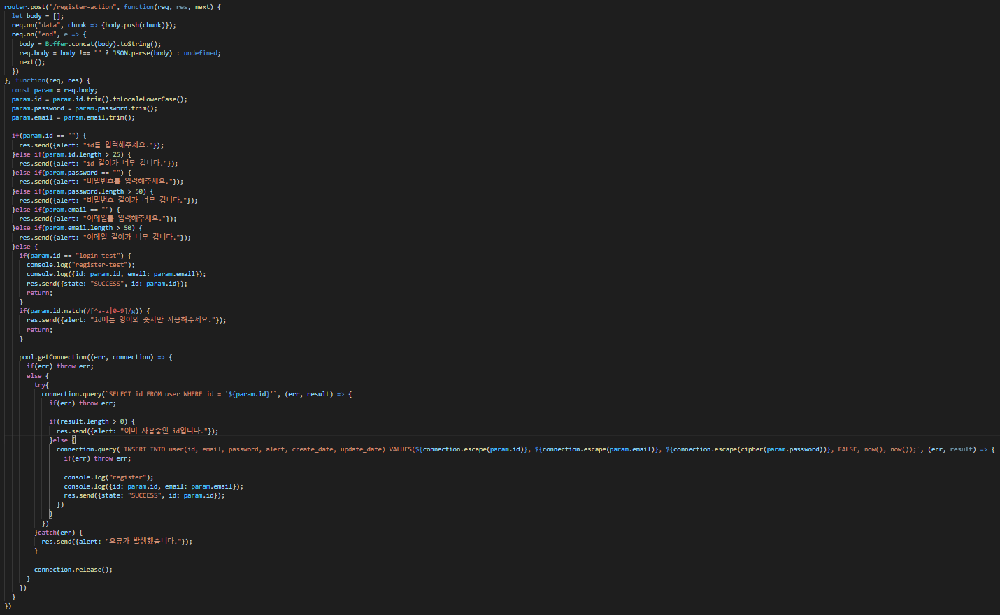 router.post("/register-action", function(req, res, next) {
let body = [];
req.on("data", chunk => {body.push(chunk)});
req.on("end", e => {
body = Buffer.concat(body).toString();
req.body = body !== "" ? JSON.parse(body) : undefined;
next();
})
}, function(req, res) {
const param = req.body;
param.id = param.id.trim().toLocaleLowerCase();
param.password = param.password.trim();
param.email = param.email.trim();
if(param.id == "") {
res.send({alert: "id를 입력해주세요."});
}else if(param.id.length > 25) {
res.send({alert: "id 길이가 너무 깁니다."});
}else if(param.password == "") {
res.send({alert: "비밀번호를 입력해주세요."});
}else if(param.password.length > 50) {
res.send({alert: "비밀번호 길이가 너무 깁니다."});
}else if(param.email == "") {
res.send({alert: "이메일를 입력해주세요."});
}else if(param.email.length > 50) {
res.send({alert: "이메일 길이가 너무 깁니다."});
}else {
if(param.id == "login-test") {
console.log("register-test");
console.log({id: param.id, email: param.email});
res.send({state: "SUCCESS", id: param.id});
return;
}
if(param.id.match(/[^a-z|0-9]/g)) {
res.send({alert: "id에는 영어와 숫자만 사용해주세요."});
return;
}
pool.getConnection((err, connection) => {
if(err) throw err;
else {
try{
connection.query(`SELECT id FROM user WHERE id = '${param.id}'`, (err, result) => {
if(err) throw err;
if(result.length > 0) {
res.send({alert: "이미 사용중인 id입니다."});
}else {
connection.query(`INSERT INTO user(id, email, password, alert, create_date, update_date) VALUES(${connection.escape(param.id)}, ${connection.escape(param.email)}, ${connection.escape(cipher(param.password))}, FALSE, now(), now());`, (err, result) => {
if(err) throw err;
console.log("register");
console.log({id: param.id, email: param.email});
res.send({state: "SUCCESS", id: param.id});
})
}
})
}catch(err) {
res.send({alert: "오류가 발생했습니다."});
}
connection.release();
}
})
}
})